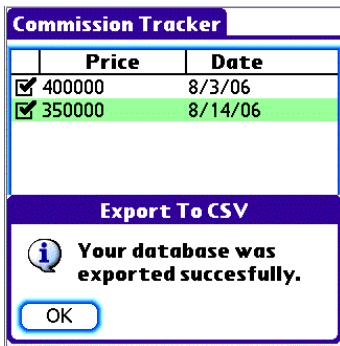 Commission Tracker
Price Date
400000 8/3/06
350000 8/14/06
Export To CSV
Your database was
exported succesfully.
OK